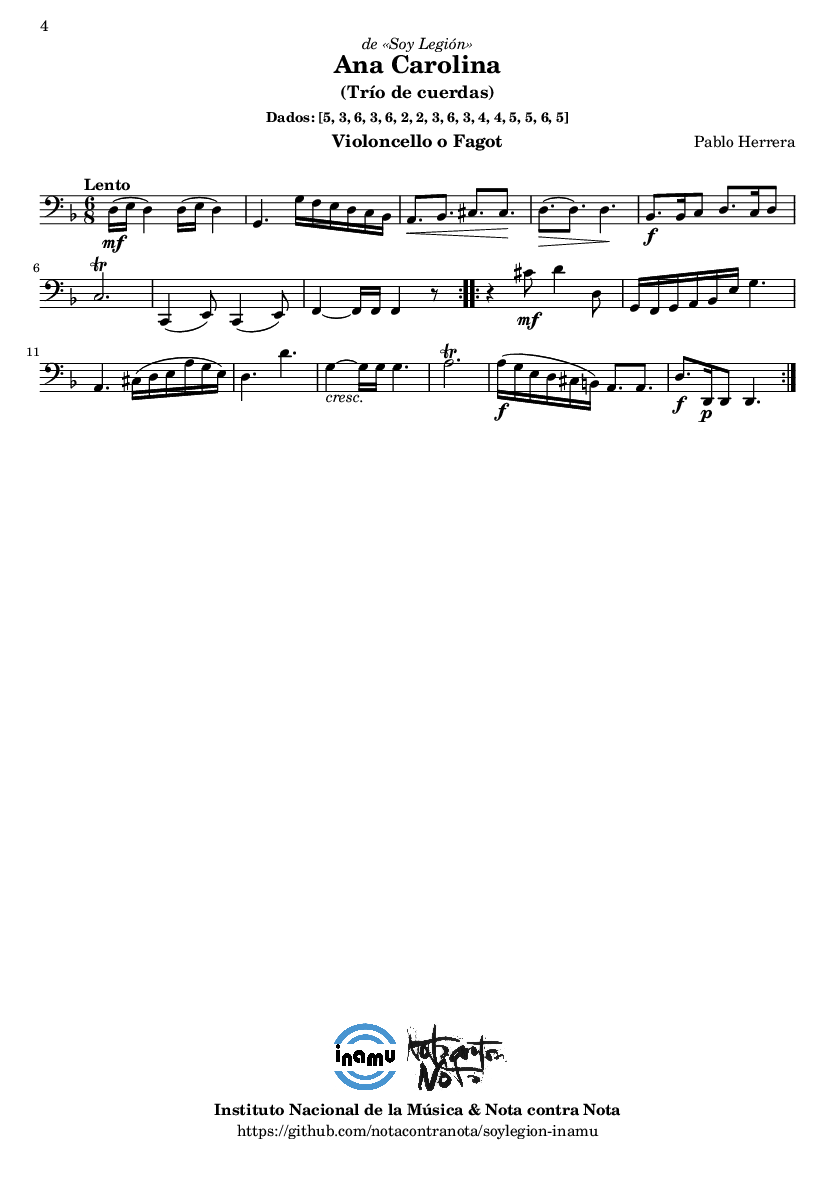 4
de «Soy Legión»
Ana Carolina
(Trío de cuerdas)
Dados: [5, 3, 6, 3, 6, 2, 2, 3, 6, 3, 4, 4, 5, 5, 6, 5]
Violoncello o Fagot
Pablo Herrera
Lento
6
8
mf
f
6
tr
mf
11
cresc.
tr
f
f
p
inamu
Nota contra
Nota
Instituto Nacional de la Música & Nota contra Nota
https://github.com/notacontranota/soylegion-inamu